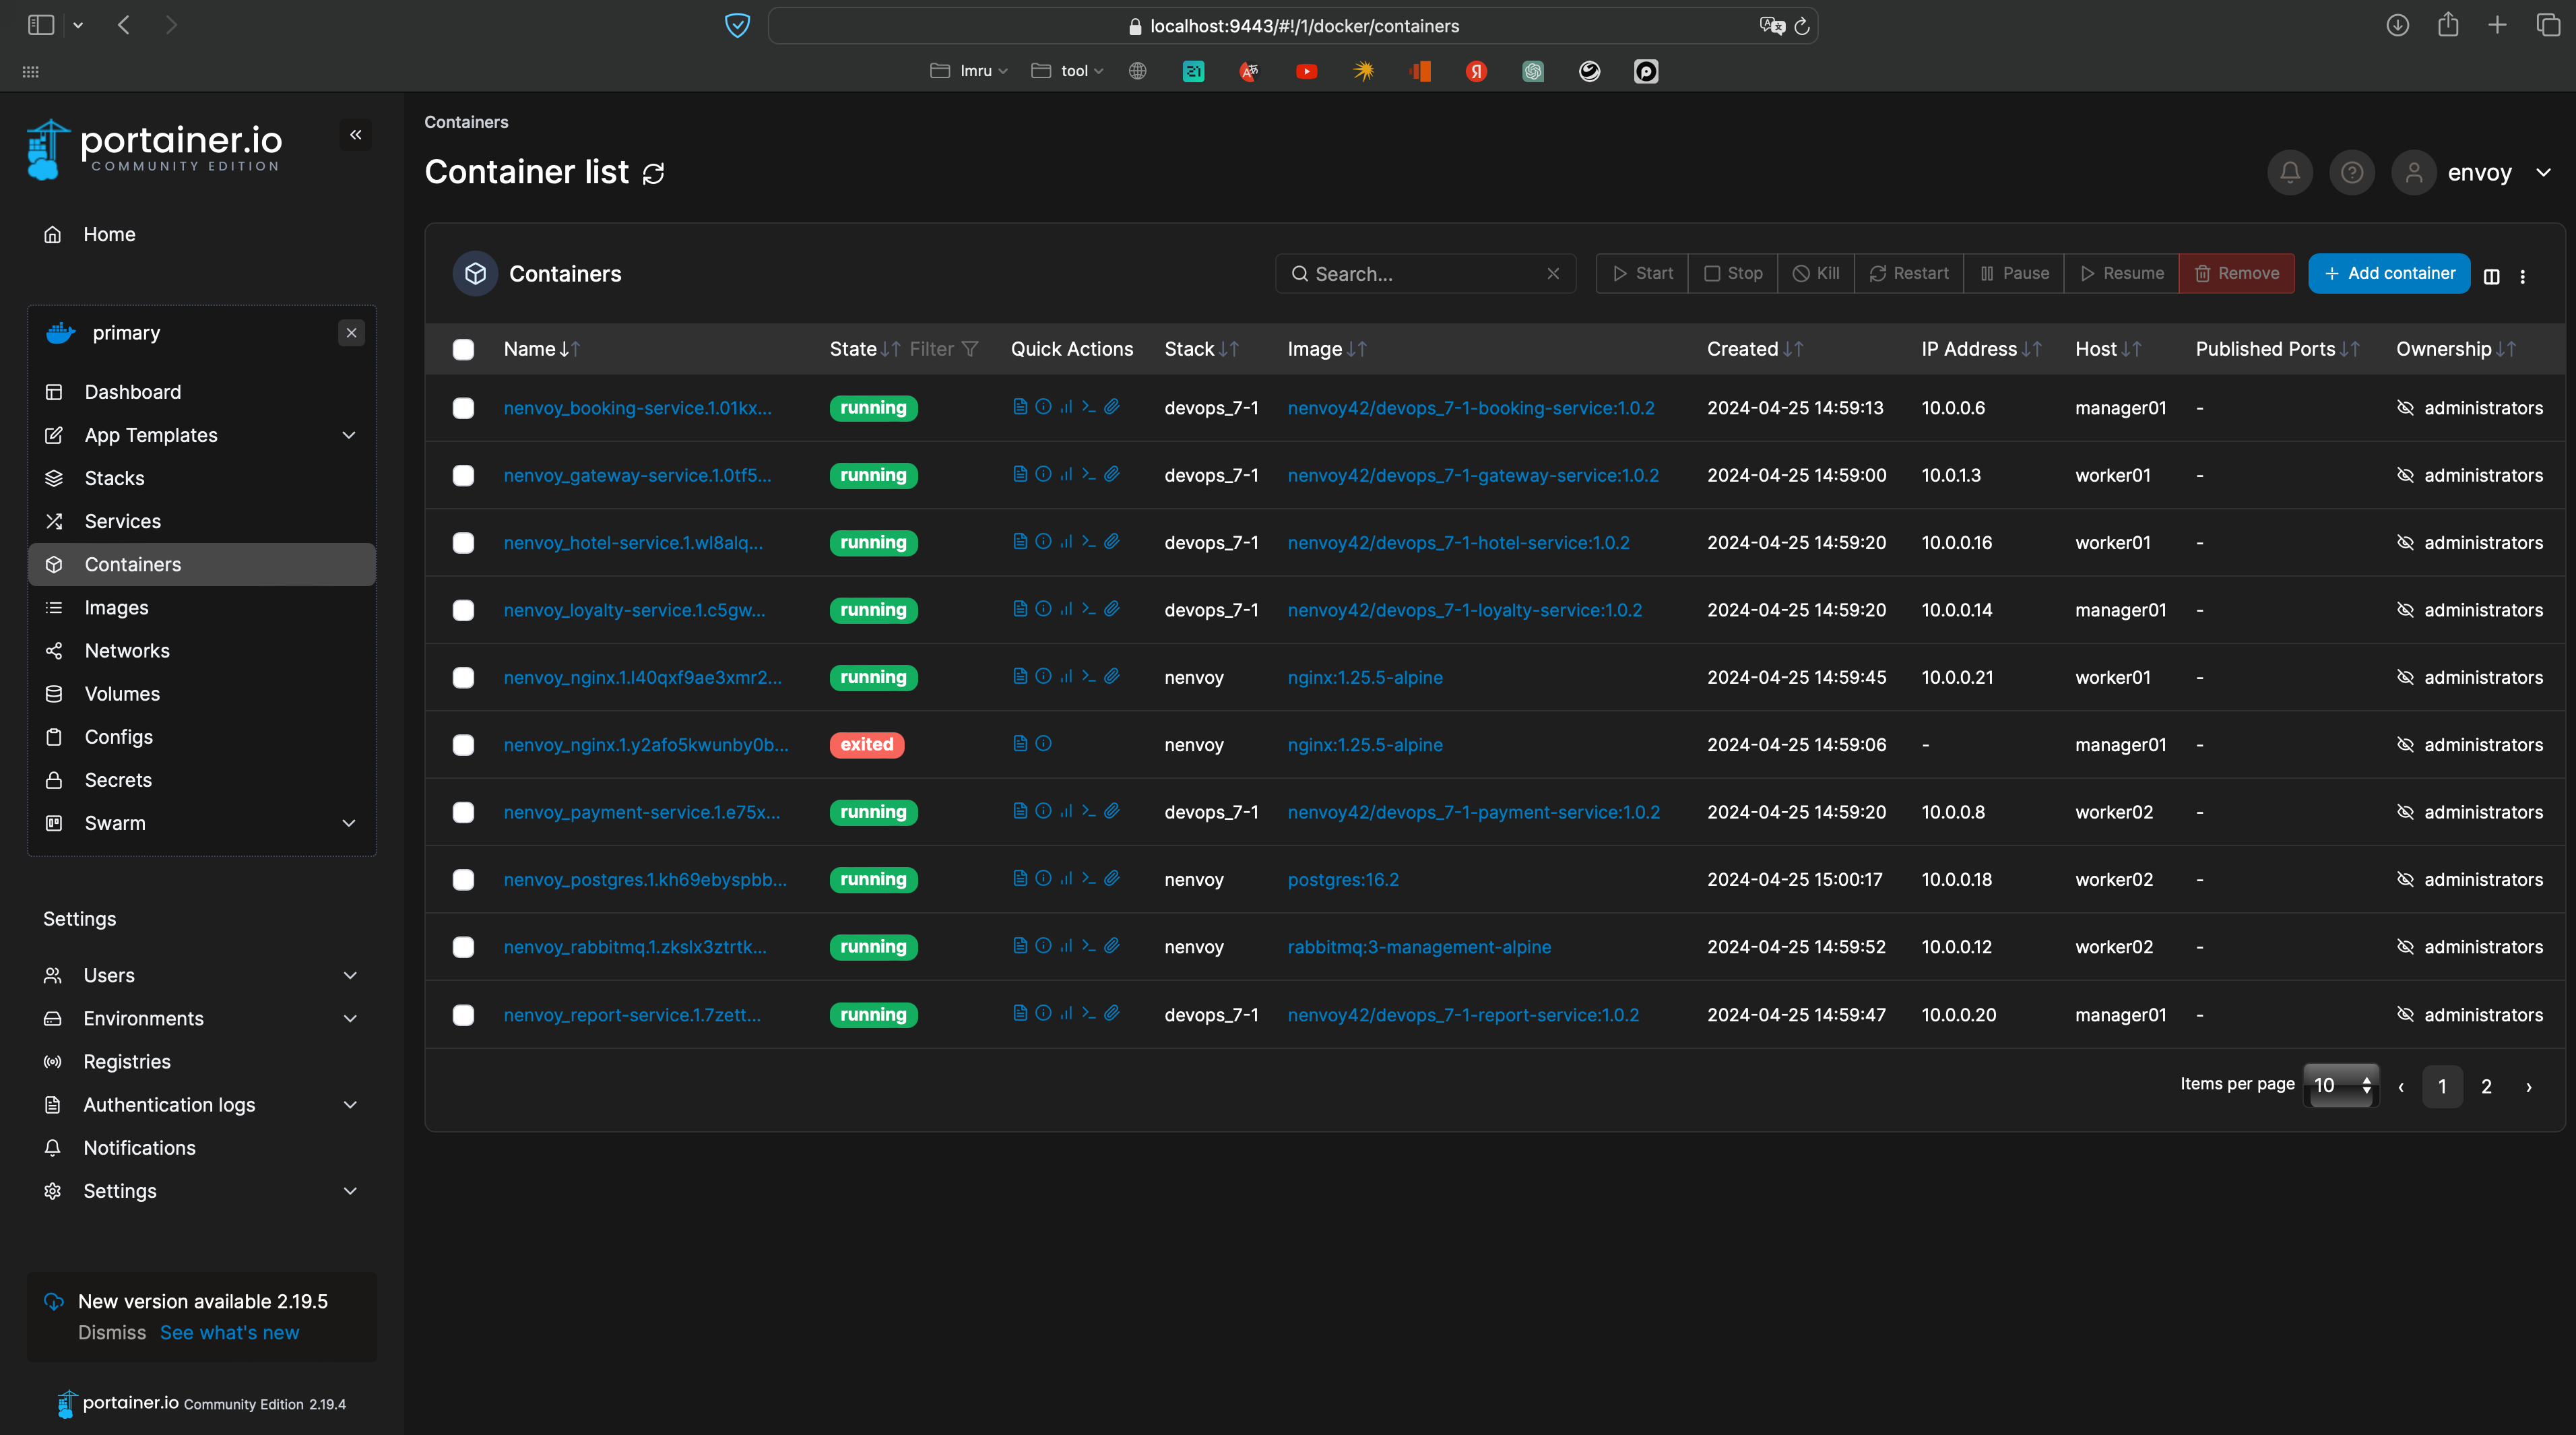 localhost:9443/#!/1/docker/containers
lmru
tool
portainer.io
COMMUNITY EDITION
Home
primary
Dashboard
App Templates
Stacks
Services
Containers
Images
Networks
Volumes
Configs
Secrets
Swarm
Settings
Users
Environments
Registries
Authentication logs
Notifications
Settings
New version available 2.19.5
Dismiss See what's new
portainer.io Community Edition 2.19.4
Containers
Container list
envoy
Containers
Search...
Start Stop Kill Restart Pause Resume Remove Add container
Name State Filter Quick Actions Stack Image Created IP Address Host Published Ports Ownership
nenvoy_booking-service.1.01kx... running devops_7-1 nenvoy42/devops_7-1-booking-service:1.0.2 2024-04-25 14:59:13 10.0.0.6 manager01 - administrators
nenvoy_gateway-service.1.0tf5... running devops_7-1 nenvoy42/devops_7-1-gateway-service:1.0.2 2024-04-25 14:59:00 10.0.1.3 worker01 - administrators
nenvoy_hotel-service.1.wl8alq... running devops_7-1 nenvoy42/devops_7-1-hotel-service:1.0.2 2024-04-25 14:59:20 10.0.0.16 worker01 - administrators
nenvoy_loyalty-service.1.c5gw... running devops_7-1 nenvoy42/devops_7-1-loyalty-service:1.0.2 2024-04-25 14:59:20 10.0.0.14 manager01 - administrators
nenvoy_nginx.1.l40qxf9ae3xmr2... running nenvoy nginx:1.25.5-alpine 2024-04-25 14:59:45 10.0.0.21 worker01 - administrators
nenvoy_nginx.1.y2afo5kwunby0b... exited nenvoy nginx:1.25.5-alpine 2024-04-25 14:59:06 - manager01 - administrators
nenvoy_payment-service.1.e75x... running devops_7-1 nenvoy42/devops_7-1-payment-service:1.0.2 2024-04-25 14:59:20 10.0.0.8 worker02 - administrators
nenvoy_postgres.1.kh69ebyspbb... running nenvoy postgres:16.2 2024-04-25 15:00:17 10.0.0.18 worker02 - administrators
nenvoy_rabbitmq.1.zkslx3ztrtk... running nenvoy rabbitmq:3-management-alpine 2024-04-25 14:59:52 10.0.0.12 worker02 - administrators
nenvoy_report-service.1.7zett... running devops_7-1 nenvoy42/devops_7-1-report-service:1.0.2 2024-04-25 14:59:47 10.0.0.20 manager01 - administrators
Items per page 10 1 2